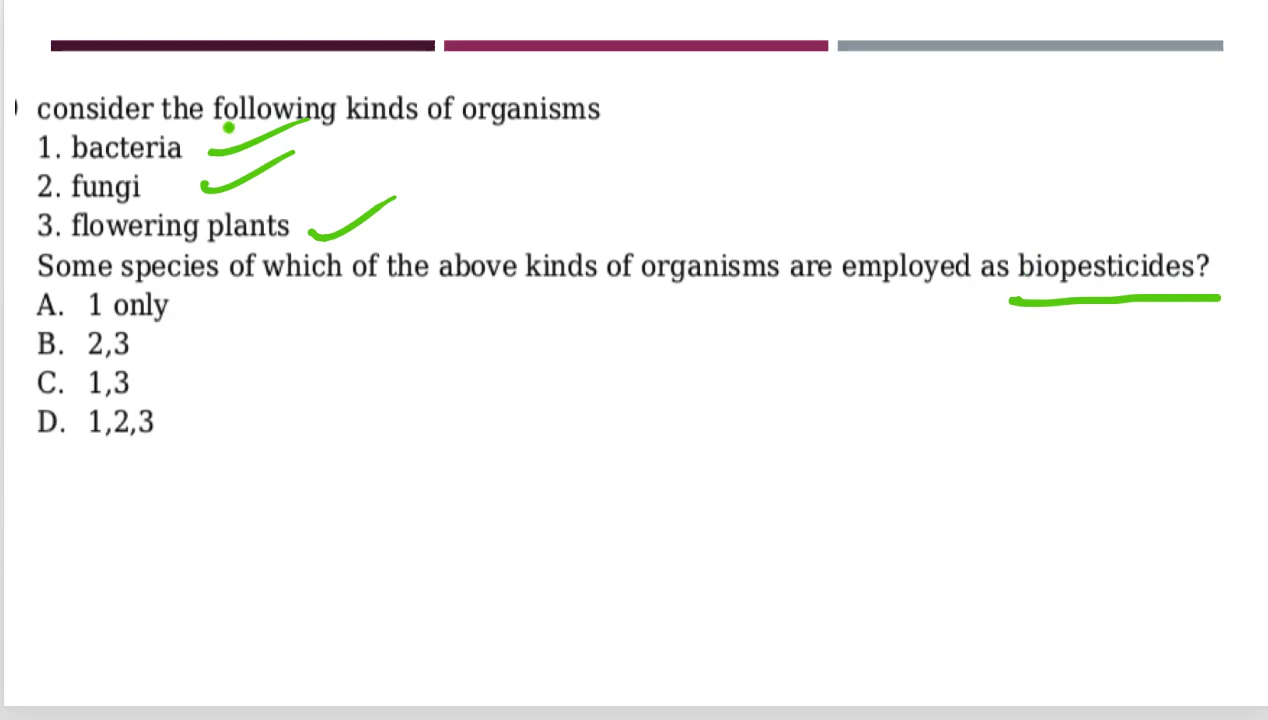 consider the following kinds of organisms
1. bacteria
2. fungi
3. flowering plants
Some species of which of the above kinds of organisms are employed as biopesticides?
A. 1 only
B. 2,3
C. 1,3
D. 1,2,3